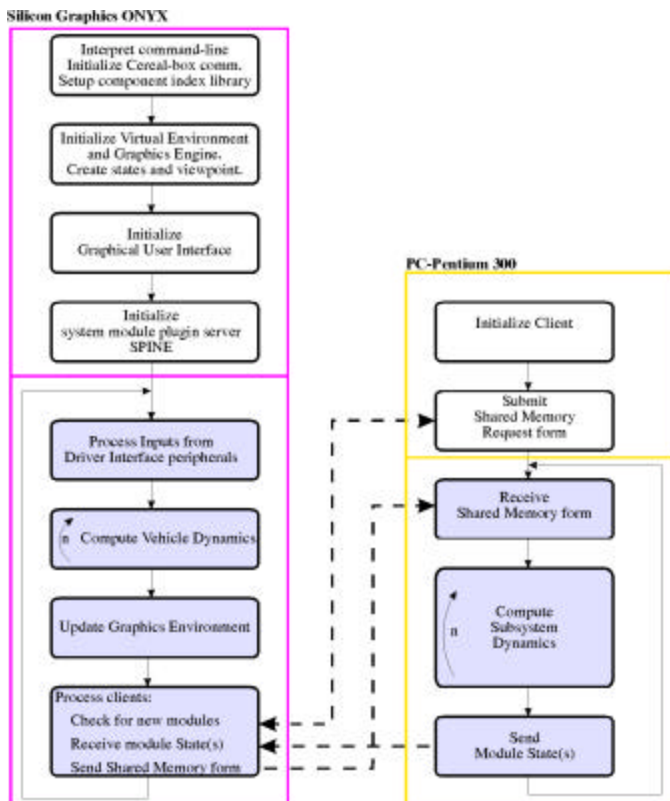 Silicon Graphics ONYX
Interpret command-line
Initialize Cereal-box comm.
Setup component index library
Initialize Virtual Environment
and Graphics Engine.
Create states and viewpoint.
Initialize
Graphical User Interface
Initialize
system module plugin server
SPINE
Process Inputs from
Driver Interface peripherals
n Compute Vehicle Dynamics
Update Graphics Environment
Process clients:
Check for new modules
Receive module State(s)
Send Shared Memory form
PC-Pentium 300
Initialize Client
Submit
Shared Memory
Request form
Receive
Shared Memory form
Compute
Subsystem
Dynamics
n
Send
Module State(s)